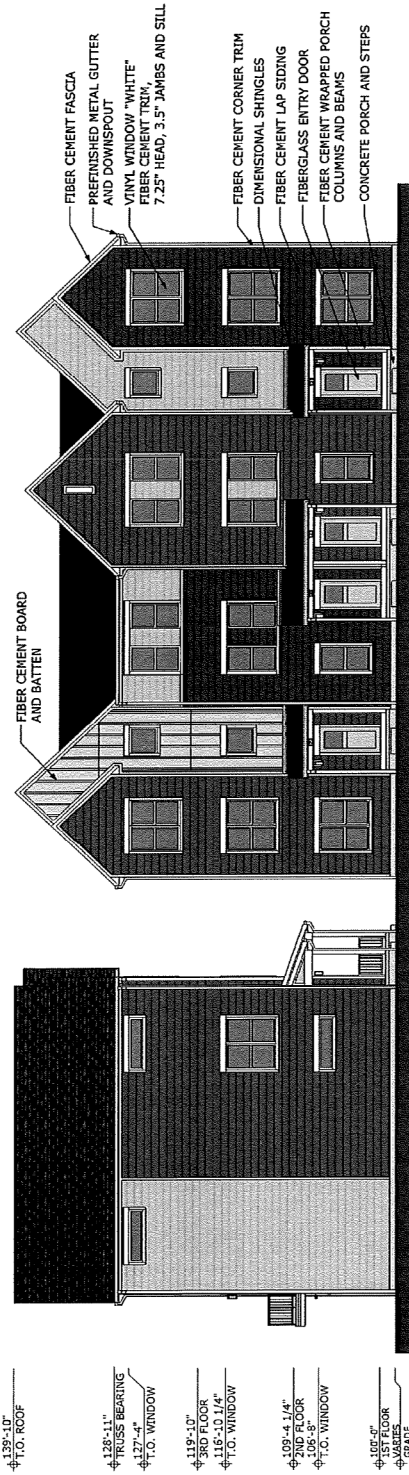 139'-10"
T.O. ROOF
128'-11"
TRUSS BEARING
127'-4"
T.O. WINDOW
119'-10"
3RD FLOOR
116'-10 1/4"
T.O. WINDOW
109'-4 1/4"
2ND FLOOR
106'-8"
T.O. WINDOW
100'-0"
1ST FLOOR
VARIES
GRADE
FIBER CEMENT BOARD
AND BATTEN
FIBER CEMENT FASCIA
PREFINISHED METAL GUTTER
AND DOWNSPOUT
VINYL WINDOW "WHITE"
FIBER CEMENT TRIM,
7.25" HEAD, 3.5" JAMBS AND SILL
FIBER CEMENT CORNER TRIM
DIMENSIONAL SHINGLES
FIBER CEMENT LAP SIDING
FIBERGLASS ENTRY DOOR
FIBER CEMENT WRAPPED PORCH
COLUMNS AND BEAMS
CONCRETE PORCH AND STEPS